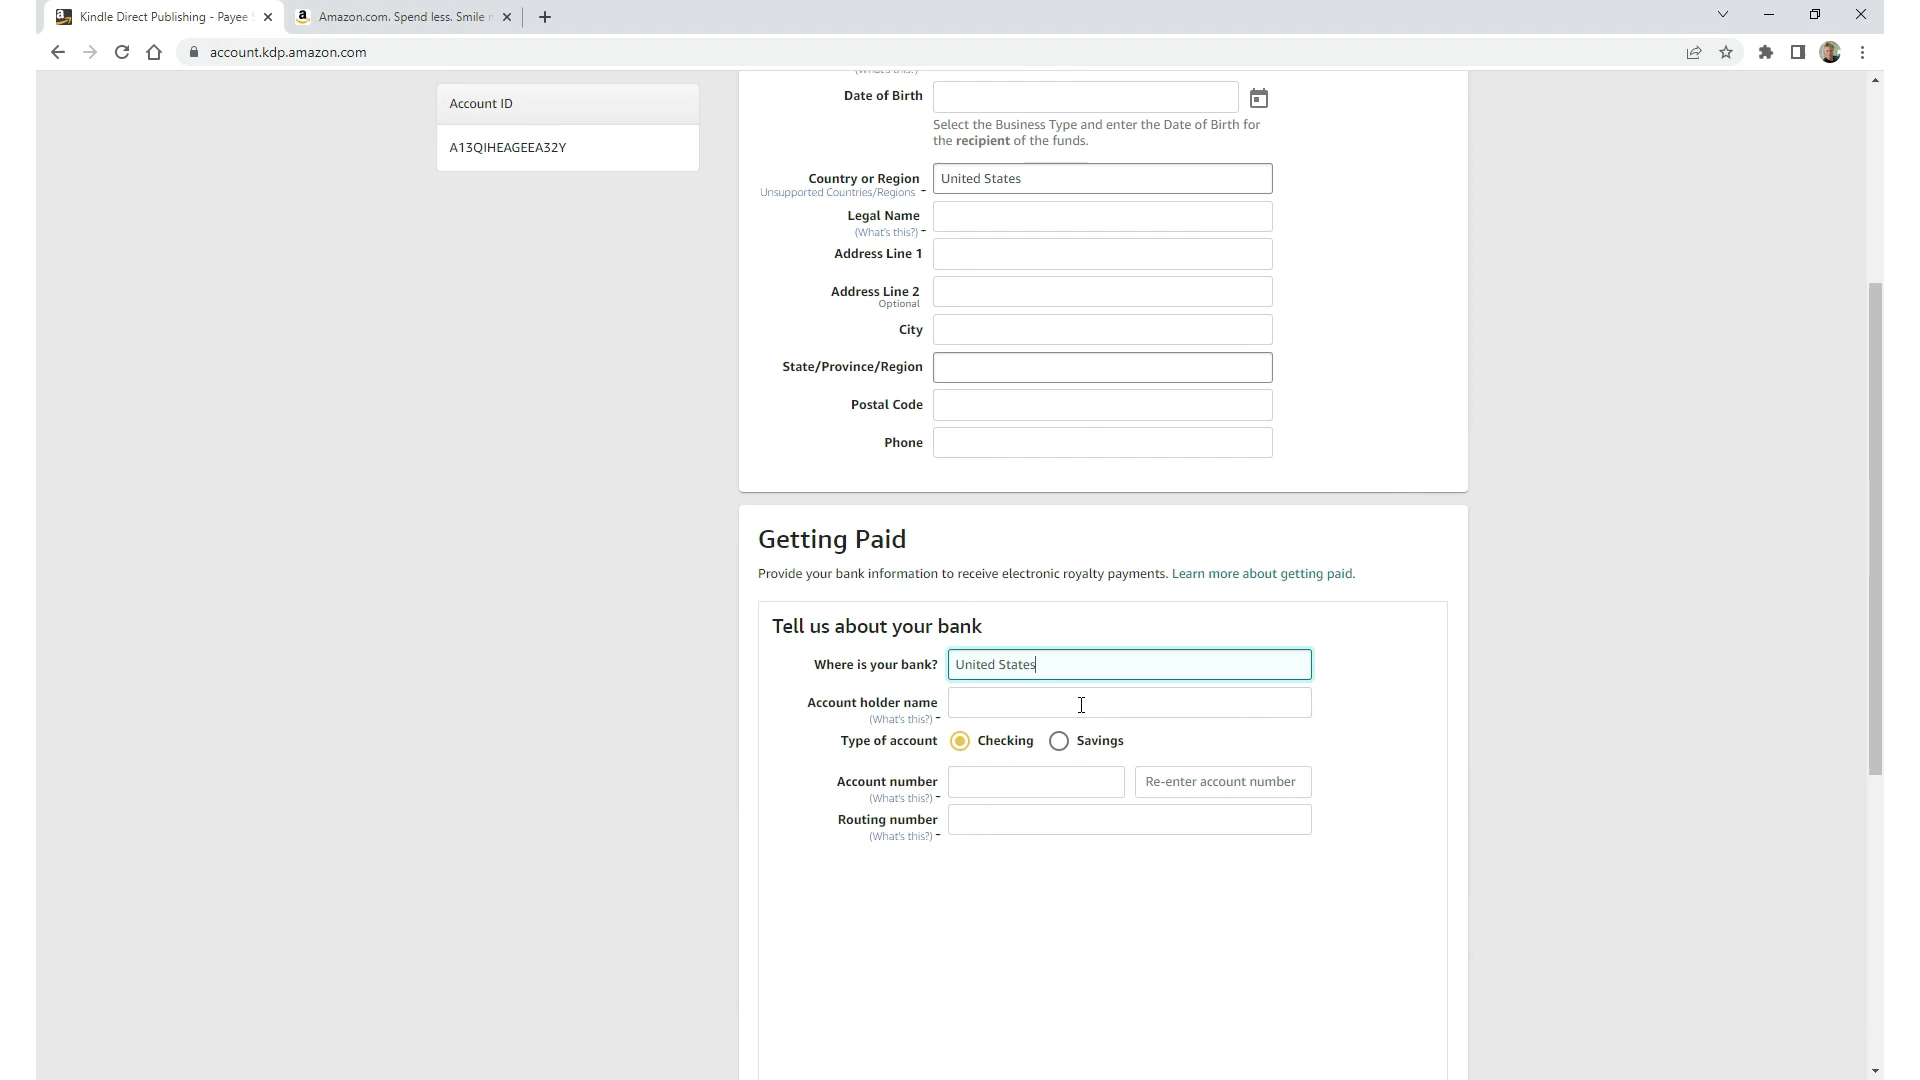 Kindle Direct Publishing - Payee
Amazon.com. Spend less. Smile
account.kdp.amazon.com
Account ID
A13QIHEAGEEA32Y
(What's this?)
Date of Birth
Select the Business Type and enter the Date of Birth for
the recipient of the funds.
Country or Region United States
Unsupported Countries/Regions
Legal Name
(What's this?)
Address Line 1
Address Line 2
Optional
City
State/Province/Region
Postal Code
Phone
Getting Paid
Provide your bank information to receive electronic royalty payments. Learn more about getting paid.
Tell us about your bank
Where is your bank? United States
Account holder name
(What's this?)
Type of account Checking Savings
Account number Re-enter account number
(What's this?)
Routing number
(What's this?)